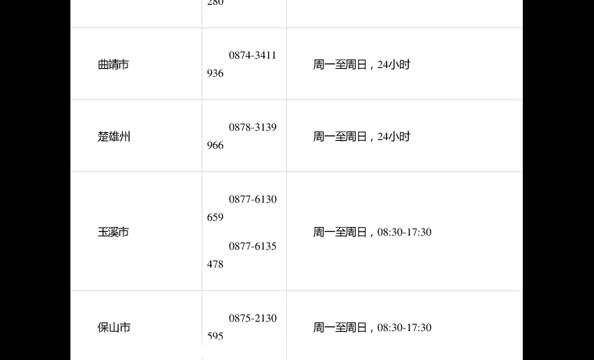 280
曲靖市
0874-3411
936
周一至周日，24小时
楚雄州
0878-3139
966
周一至周日，24小时
玉溪市
0877-6130
659
0877-6135
478
周一至周日，08:30-17:30
保山市
0875-2130
595
周一至周日，08:30-17:30